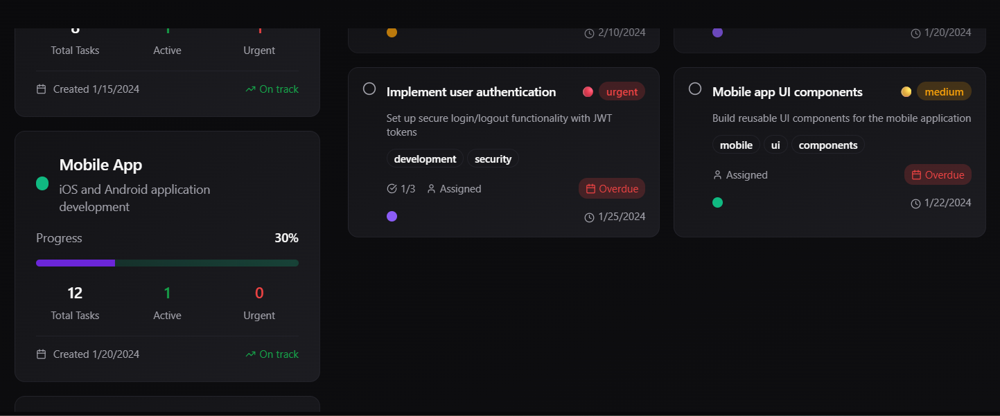 Total Tasks Active Urgent
Created 1/15/2024 On track
Mobile App
iOS and Android application
development
Progress 30%
12 1 0
Total Tasks Active Urgent
Created 1/20/2024 On track
2/10/2024
1/20/2024
Implement user authentication urgent
Set up secure login/logout functionality with JWT
tokens
development security
1/3 Assigned Overdue
1/25/2024
Mobile app UI components medium
Build reusable UI components for the mobile application
mobile ui components
Assigned Overdue
1/22/2024